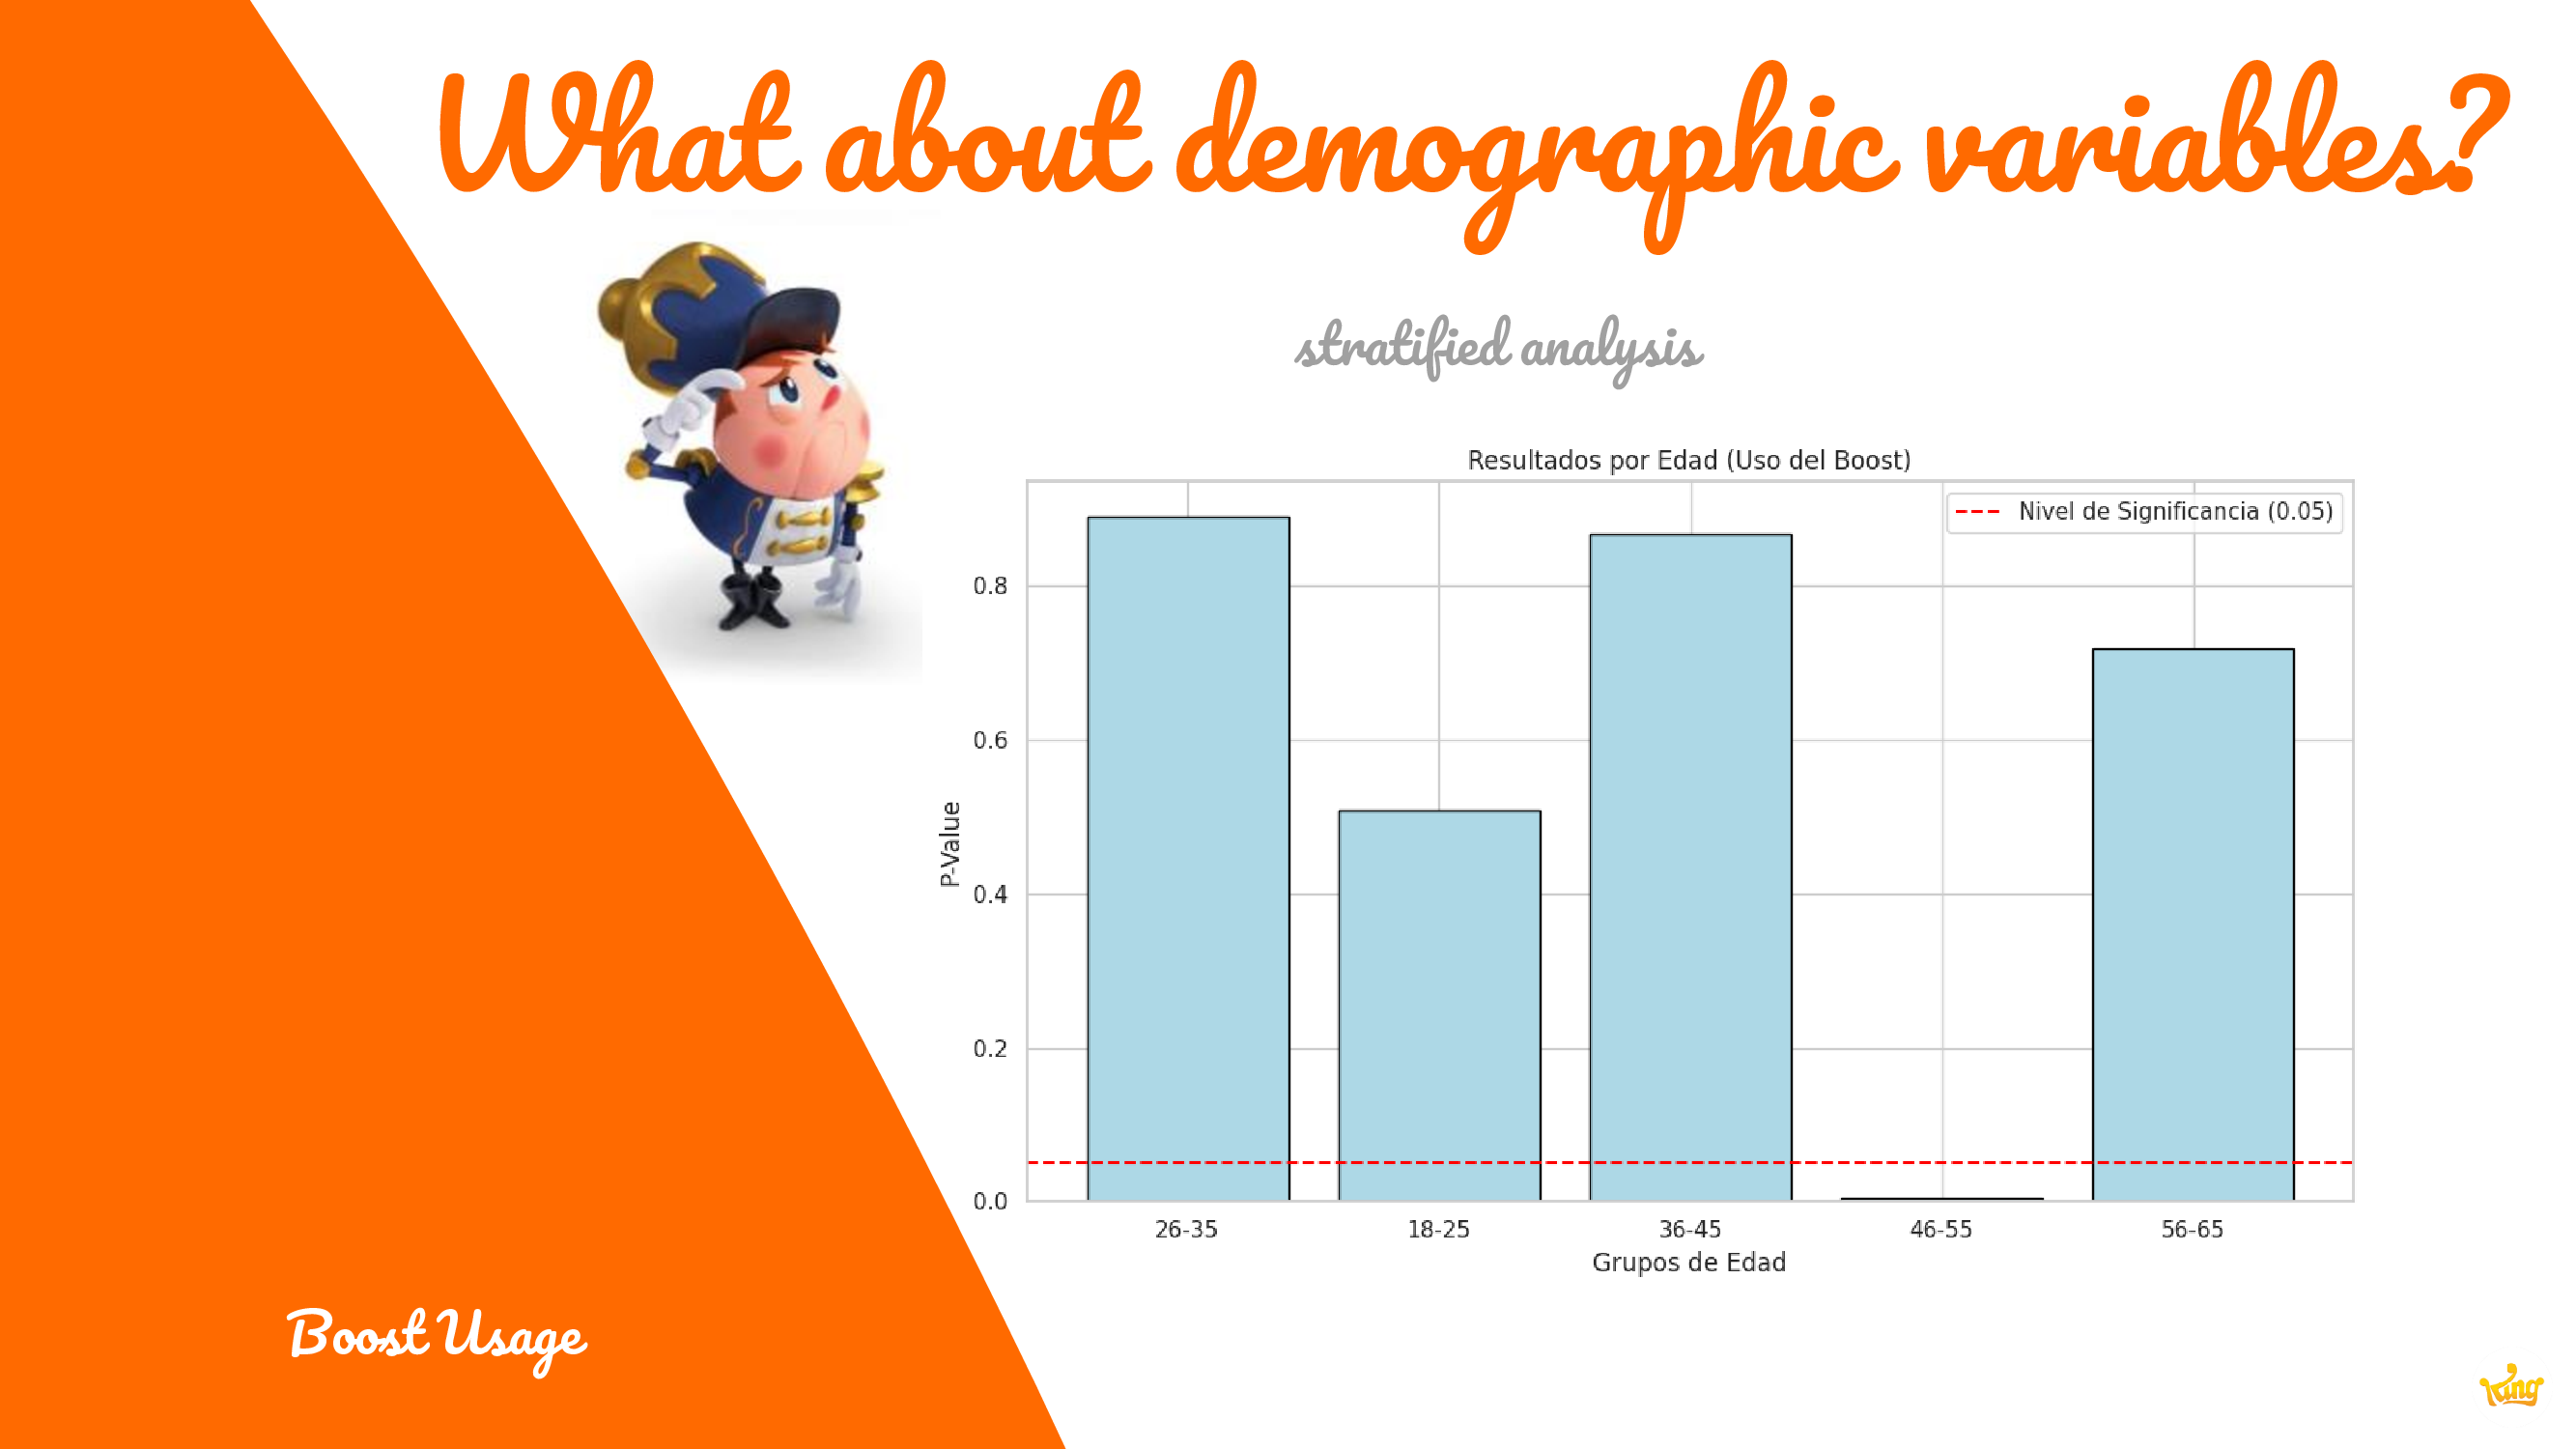 What about demographic variables?
stratified analysis
Resultados por Edad (Uso del Boost)
Nivel de Significancia (0.05)
0.8
0.6
0.4
0.2
0.0
P-Value
26-35 18-25 36-45 46-55 56-65
Grupos de Edad
Boost Usage
King